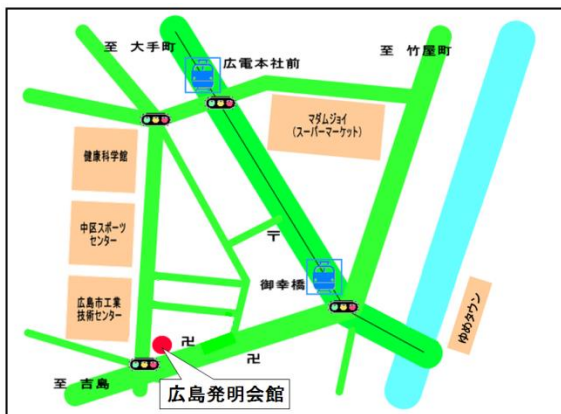 至 大手町
広電本社前
至 竹屋町
マダムジョイ
(スーパーマーケット)
健康科学館
中区スポーツ
センター
〒
御幸橋
広島市工業
技術センター
ゆめタウン
卍
卍
至 吉島
広島発明会館